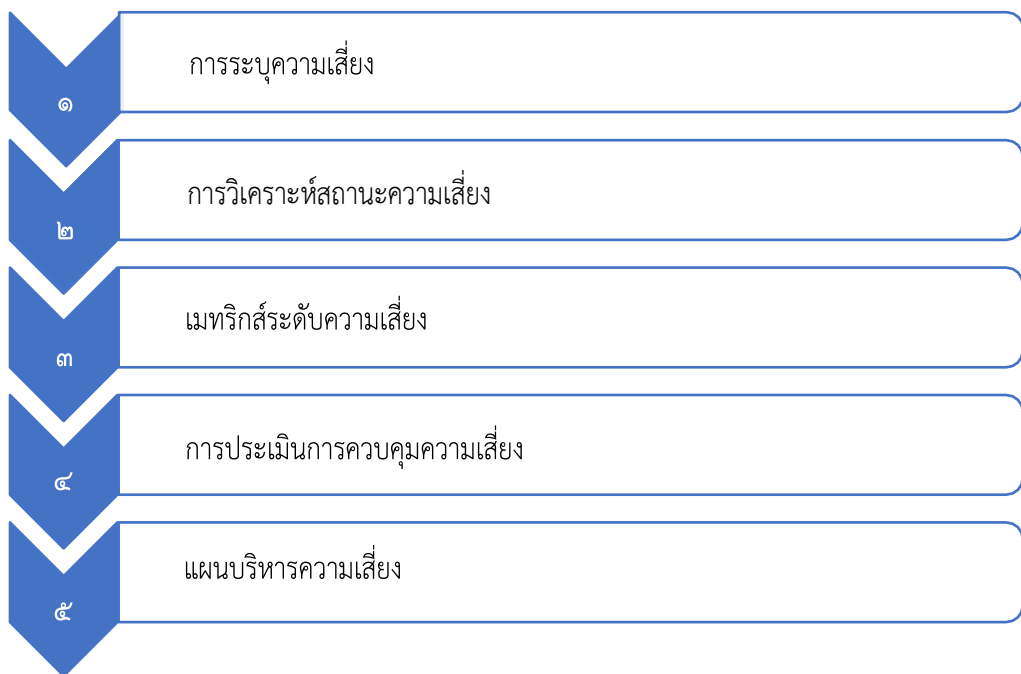 ๑
การระบุความเสี่ยง
๒
การวิเคราะห์สถานะความเสี่ยง
๓
เมทริกส์ระดับความเสี่ยง
๔
การประเมินการควบคุมความเสี่ยง
๕
แผนบริหารความเสี่ยง